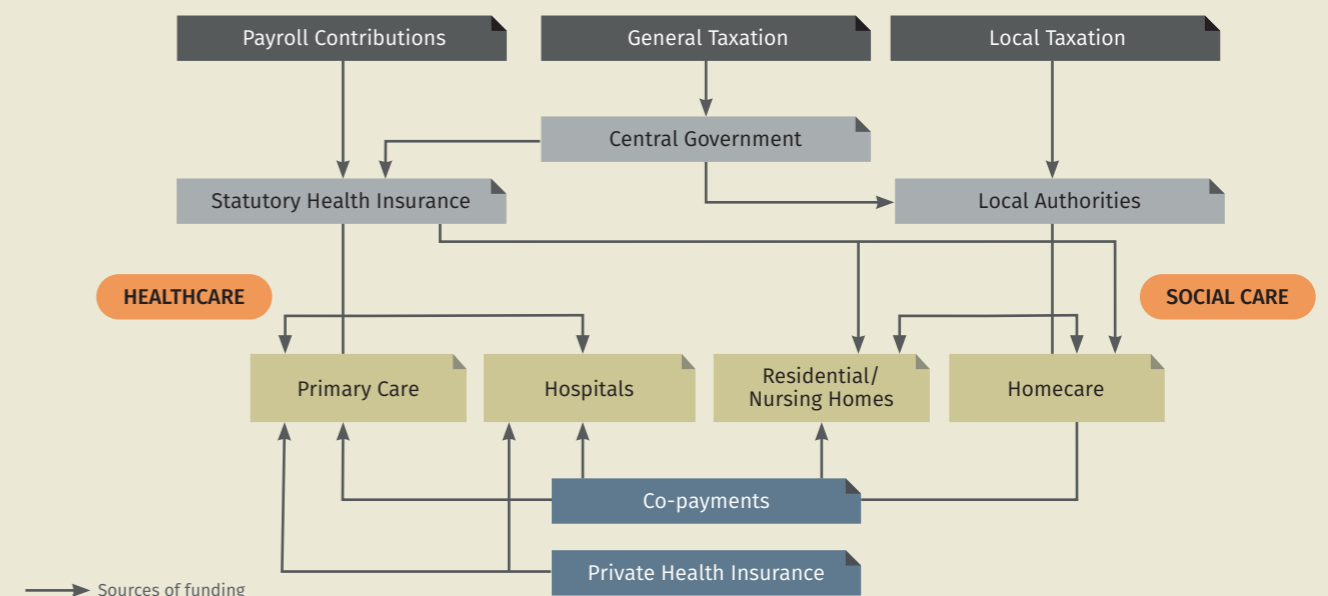 Payroll Contributions
General Taxation
Local Taxation
Central Government
Statutory Health Insurance
Local Authorities
HEALTHCARE
SOCIAL CARE
Primary Care
Hospitals
Residential/
Nursing Homes
Homecare
Co-payments
Private Health Insurance
Sources of funding